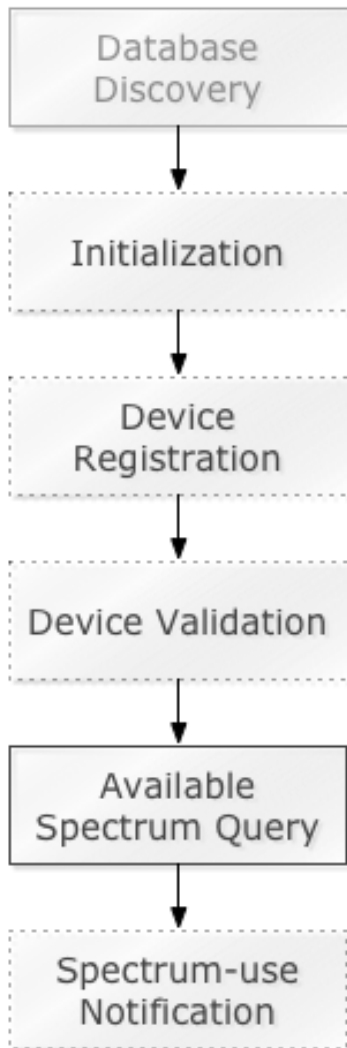 Database
Discovery
Initialization
Device
Registration
Device Validation
Available
Spectrum Query
Spectrum-use
Notification